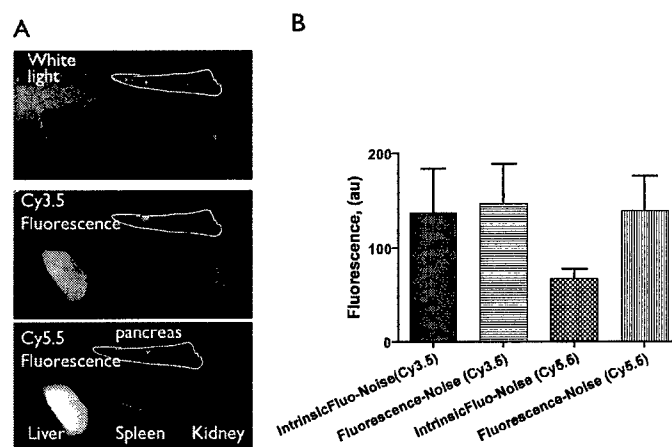 A
White
light
Cy3.5
Fluorescence
Cy5.5
Fluorescence
pancreas
Liver
Spleen
Kidney
B
Fluorescence, (au)
200
100
0
IntrinsicFluo-Noise(Cy3.5)
Fluorescence-Noise (Cy3.5)
IntrinsicFluo-Noise (Cy5.5)
Fluorescence-Noise (Cy5.5)